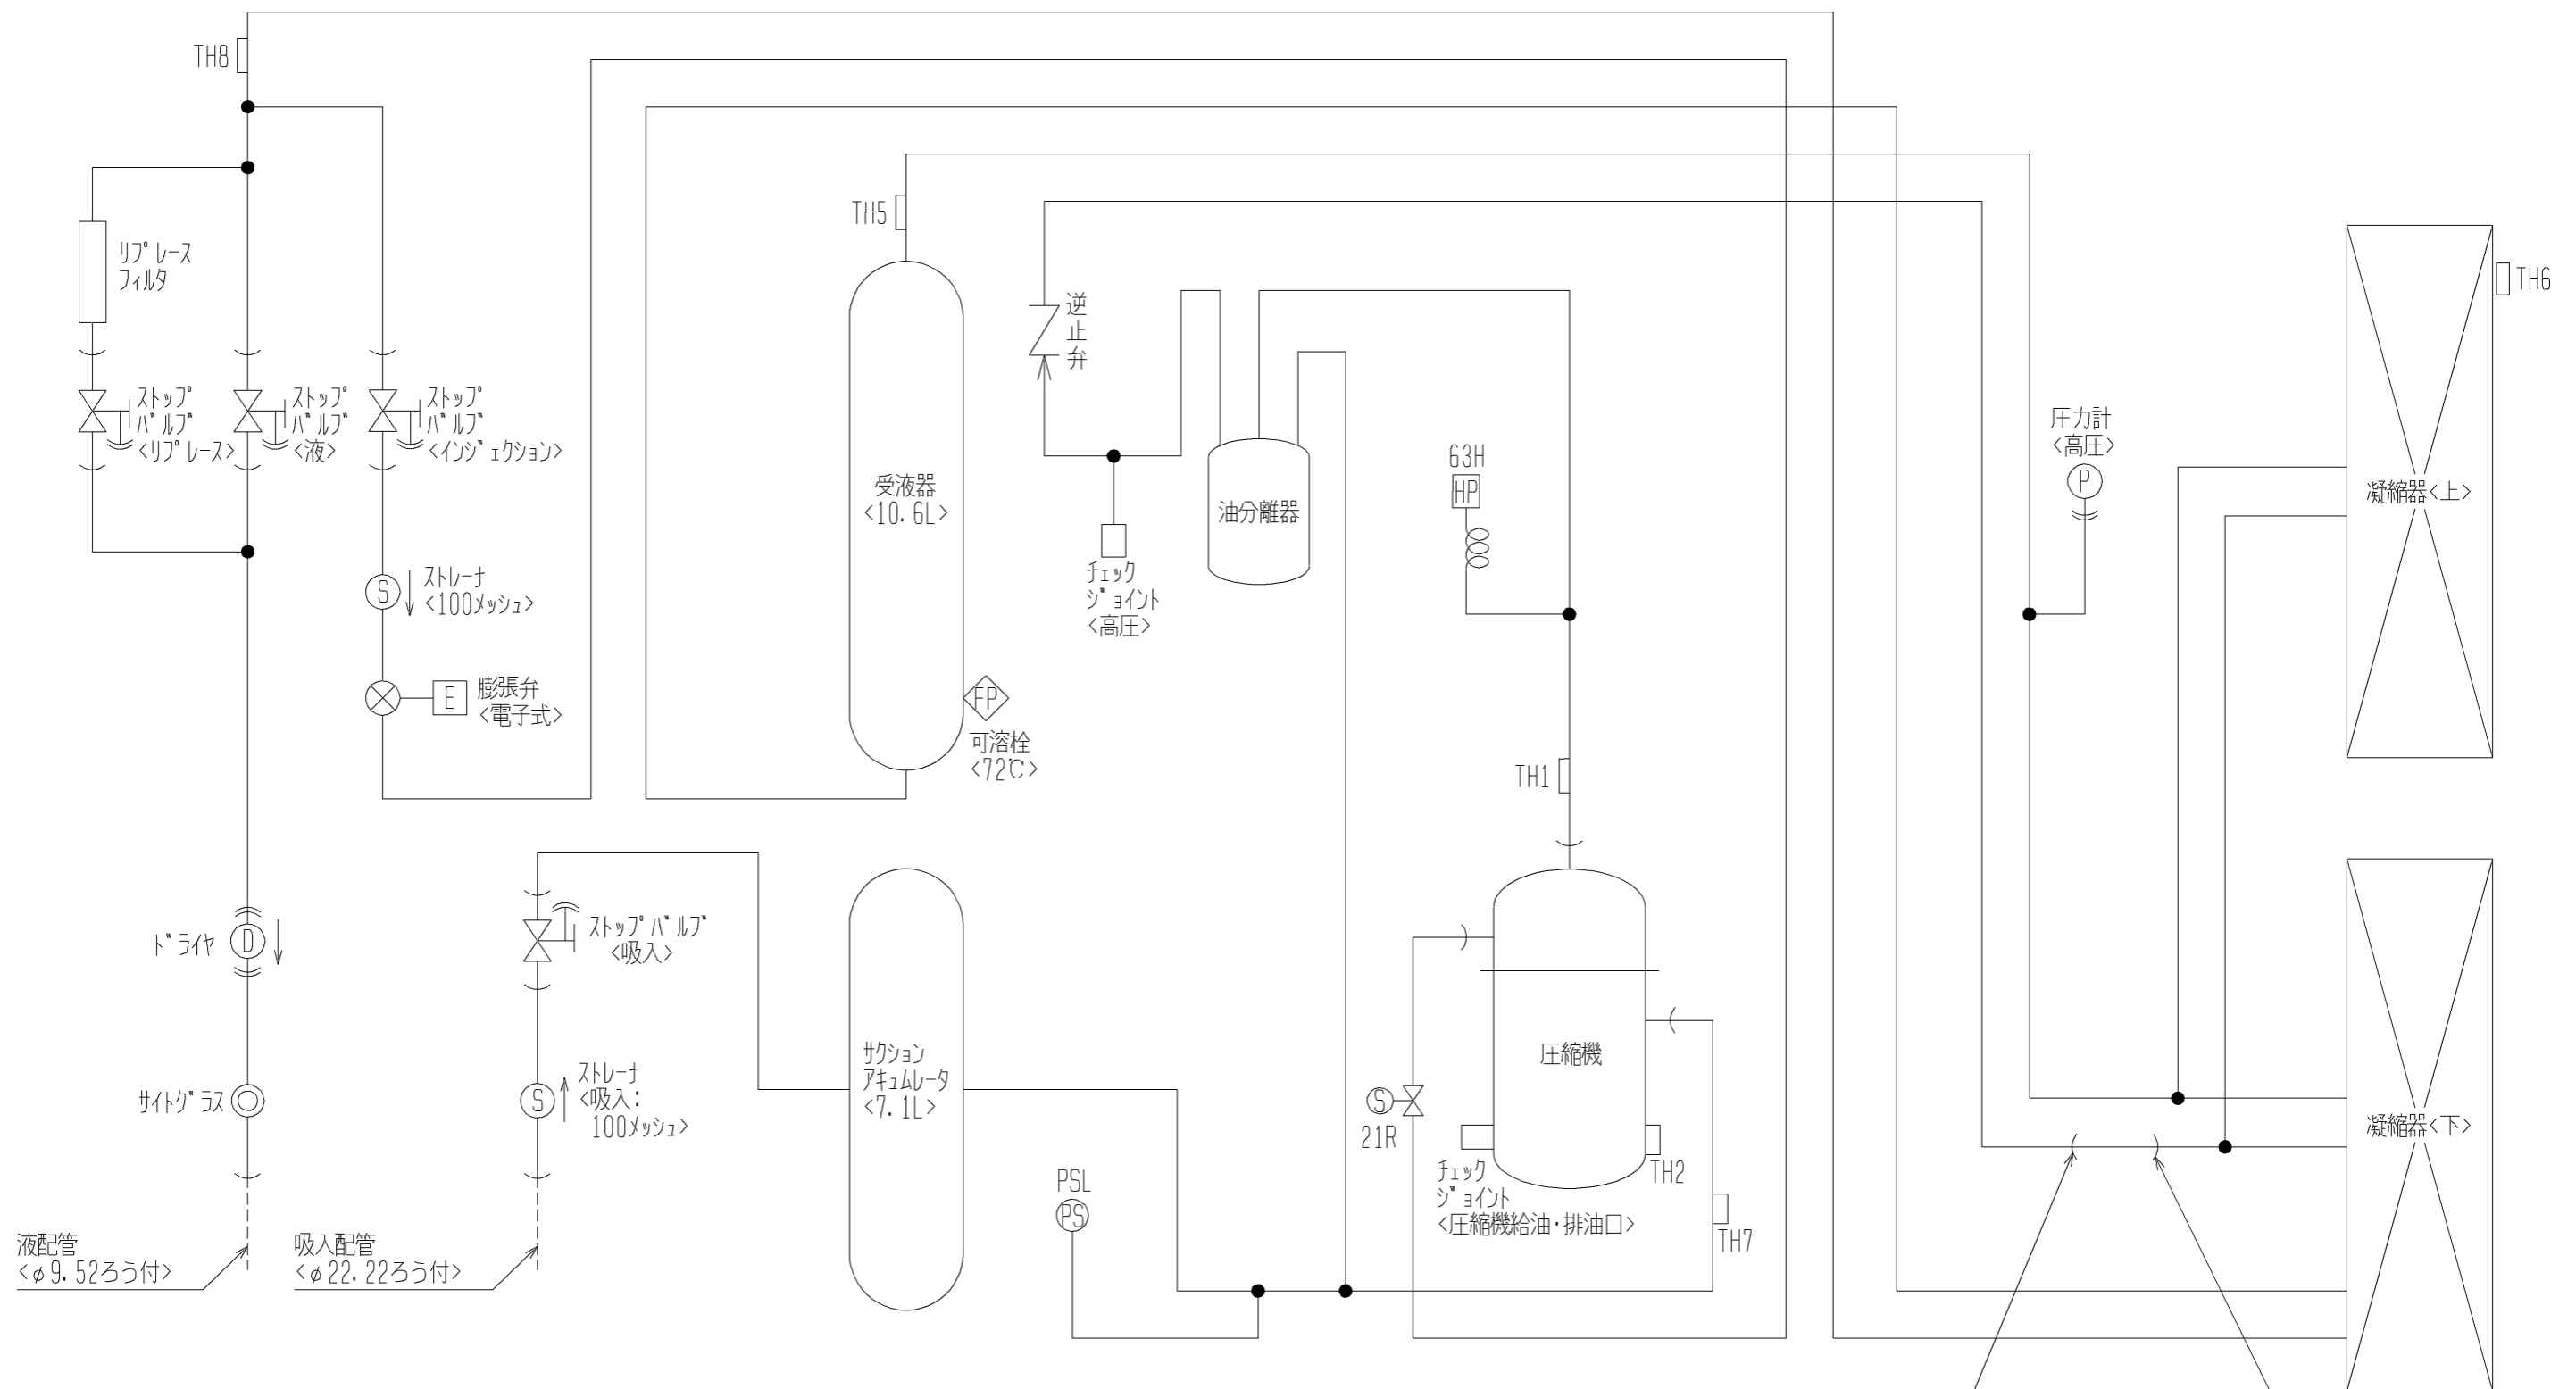 TH8
リプレース
フィルタ
ストップ
バルブ
<リプレース>
ストップ
バルブ
<液>
ストップ
バルブ
<インジェクション>
S
ストレーナ
<100メッシュ>
E
膨張弁
<電子式>
ドライヤ
D
サイトグラス
液配管
<φ9.52ろう付>
ストップバルブ
<吸入>
S
ストレーナ
<吸入:
100メッシュ>
吸入配管
<φ22.22ろう付>
TH5
受液器
<10.6L>
FP
可溶栓
<72℃>
サクション
アキュムレータ
<7.1L>
逆
止
弁
チェック
ジョイント
<高圧>
油分離器
63H
HP
TH1
圧縮機
S
21R
チェック
ジョイント
<圧縮機給油・排油口>
TH2
TH7
PSL
PS
圧力計
<高圧>
P
TH6
凝縮器<上>
凝縮器<下>